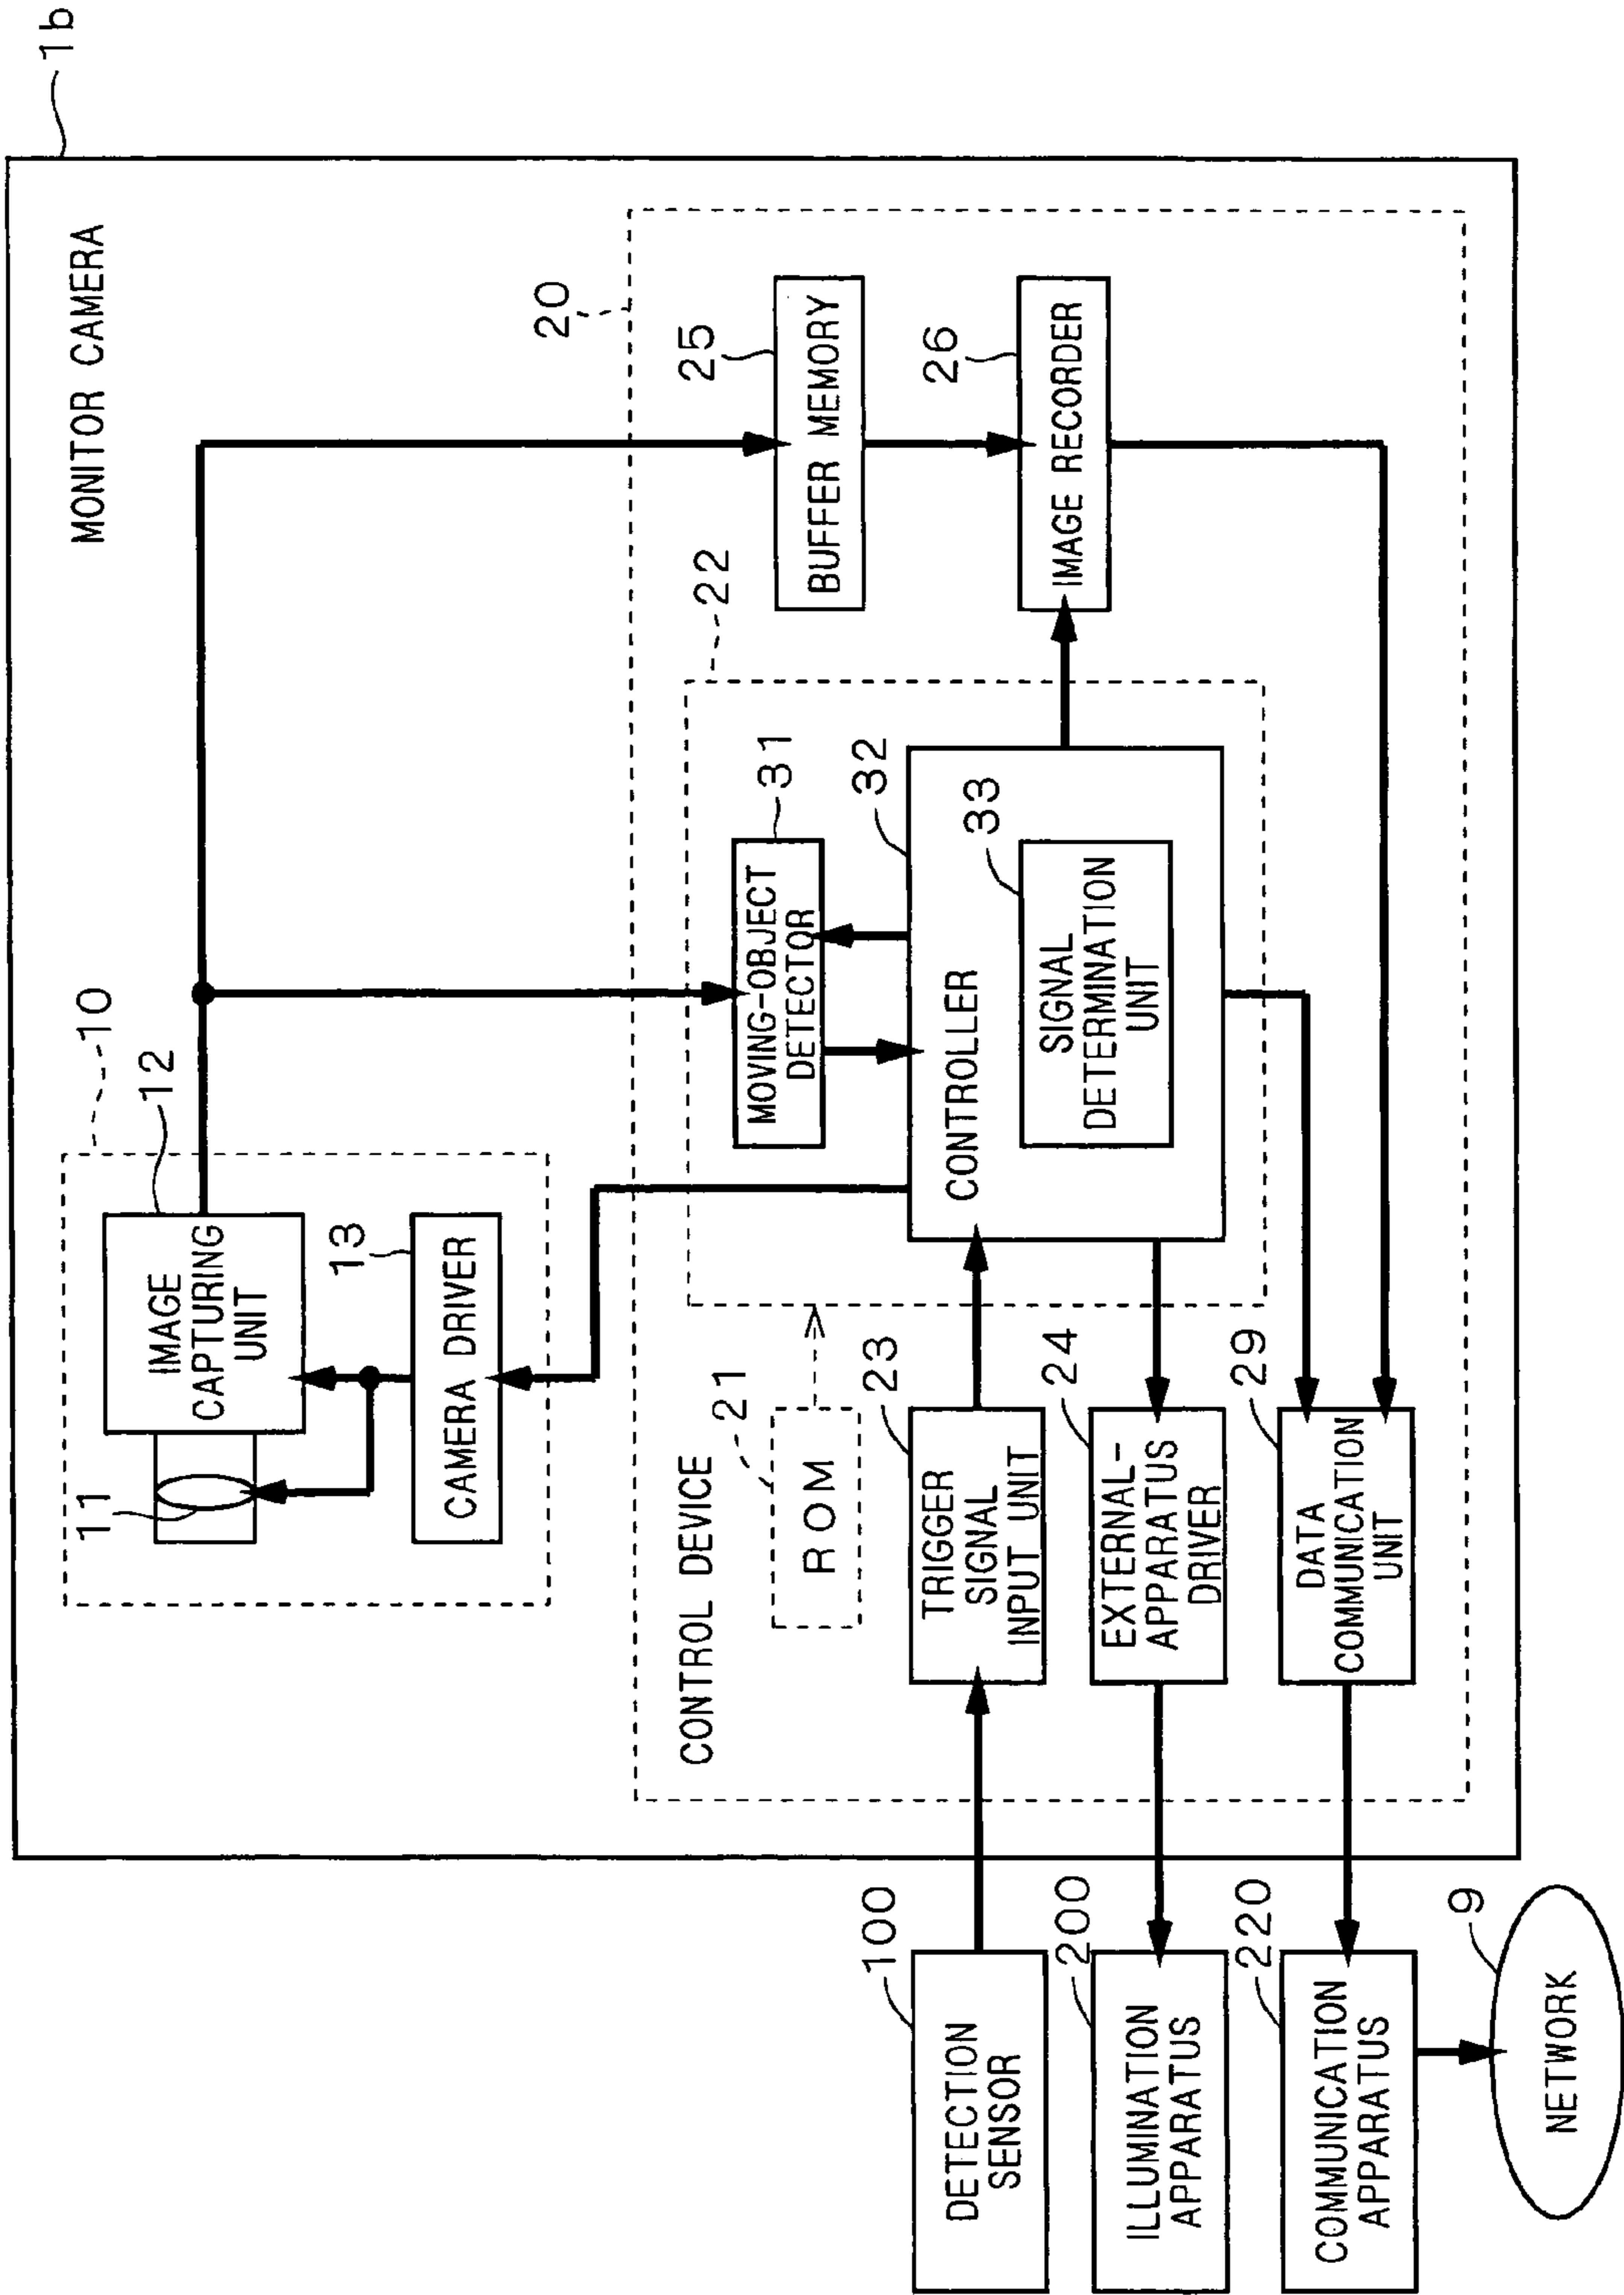 1b
MONITOR CAMERA
10
12
11
IMAGE
CAPTURING
UNIT
13
CAMERA DRIVER
20
CONTROL DEVICE
21
ROM
22
25
BUFFER MEMORY
31
MOVING-OBJECT
DETECTOR
32
CONTROLLER
33
SIGNAL
DETERMINATION
UNIT
26
IMAGE RECORDER
23
TRIGGER
SIGNAL
INPUT UNIT
24
EXTERNAL-
APPARATUS
DRIVER
29
DATA
COMMUNICATION
UNIT
100
DETECTION
SENSOR
200
ILLUMINATION
APPARATUS
220
COMMUNICATION
APPARATUS
9
NETWORK